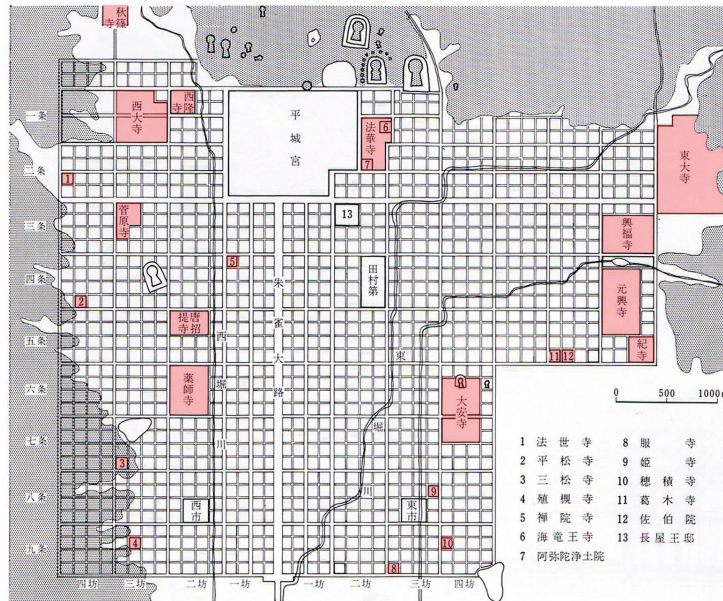 秋篠寺
西大寺
西隆寺
平城宮
法華寺
6
7
東大寺
一条
二条
三条
四条
五条
六条
七条
八条
九条
1
菅原寺
13
興福寺
5
田村第
朱雀大路
元興寺
2
唐招提寺
西堀川
東堀川
11
12
紀寺
薬師寺
大安寺
3
西市
東市
9
4
10
8
四坊
三坊
二坊
一坊
一坊
二坊
三坊
四坊
0 500 1000m
1 法世寺
2 平松寺
3 三松寺
4 殖槻寺
5 禅院寺
6 海竜王寺
7 阿弥陀浄土院
8 服寺
9 姫寺
10 穂積寺
11 葛木寺
12 佐伯院
13 長屋王邸